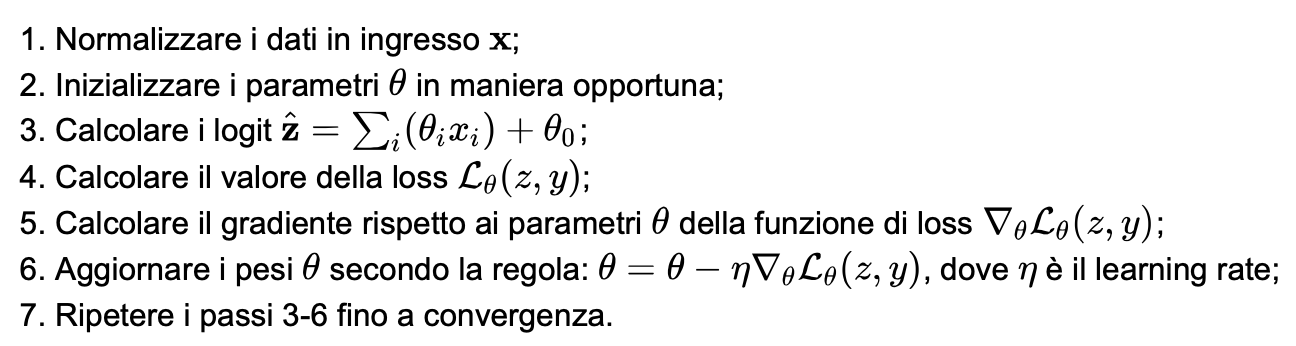 1. Normalizzare i dati in ingresso $\mathbf{x}$;
2. Inizializzare i parametri $\theta$ in maniera opportuna;
3. Calcolare i logit $\hat{\mathbf{z}} = \sum_i(\theta_i x_i) + \theta_0$;
4. Calcolare il valore della loss $\mathcal{L}_\theta(z, y)$;
5. Calcolare il gradiente rispetto ai parametri $\theta$ della funzione di loss $\nabla_\theta \mathcal{L}_\theta(z, y)$;
6. Aggiornare i pesi $\theta$ secondo la regola: $\theta = \theta - \eta \nabla_\theta \mathcal{L}_\theta(z, y)$, dove $\eta$ è il learning rate;
7. Ripetere i passi 3-6 fino a convergenza.